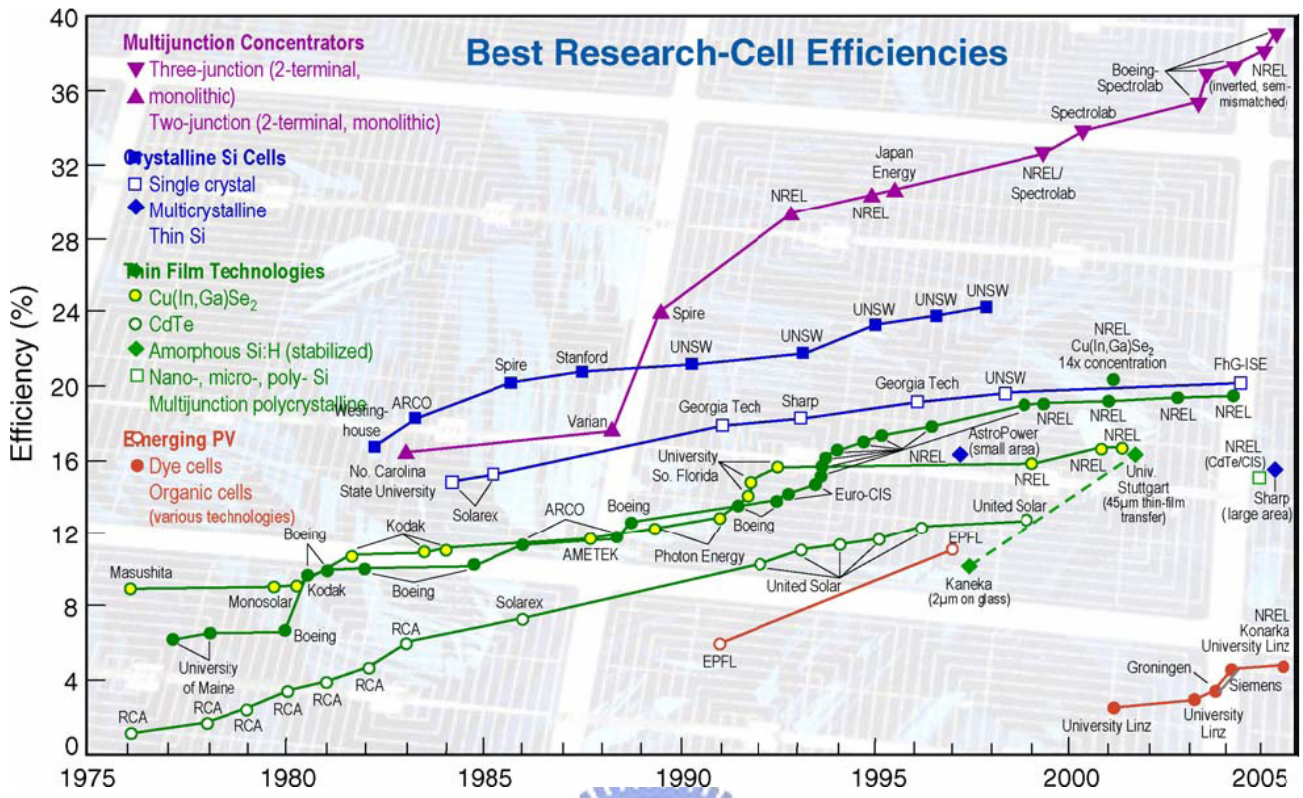 Best Research-Cell Efficiencies
Multijunction Concentrators
Three-junction (2-terminal,
monolithic)
Two-junction (2-terminal, monolithic)
Crystalline Si Cells
Single crystal
Multicrystalline
Thin Si
Thin Film Technologies
Cu(In,Ga)Se2
CdTe
Amorphous Si:H (stabilized)
Nano-, micro-, poly- Si
Multijunction polycrystalline
Emerging PV
Dye cells
Organic cells
(various technologies)
Efficiency (%)
40
36
32
28
24
20
16
12
8
4
0
1975
1980
1985
1990
1995
2000
2005
Boeing-
Spectrolab
NREL
(inverted, semi-
mismatched)
Spectrolab
NREL/
Spectrolab
Japan
Energy
NREL
NREL
Spire
Varian
No. Carolina
State University
Westing-
house
ARCO
Spire
Stanford
UNSW
UNSW
UNSW
UNSW
UNSW
Solarex
Georgia Tech
Sharp
Georgia Tech
UNSW
FhG-ISE
NREL
Cu(In,Ga)Se2
14x concentration
NREL
NREL
NREL
NREL
AstroPower
(small area)
NREL
NREL
NREL
NREL
Univ.
Stuttgart
(45µm thin-film
transfer)
NREL
(CdTe/CIS)
Sharp
(large area)
University
So. Florida
Euro-CIS
Boeing
Photon Energy
Boeing
ARCO
AMETEK
Kodak
Boeing
Masushita
Monosolar
Kodak
Boeing
Boeing
University
of Maine
United Solar
United Solar
Solarex
RCA
RCA
RCA
RCA
RCA
RCA
RCA
EPFL
EPFL
Kaneka
(2µm on glass)
NREL
Konarka
University Linz
Groningen
Siemens
University Linz
University
Linz